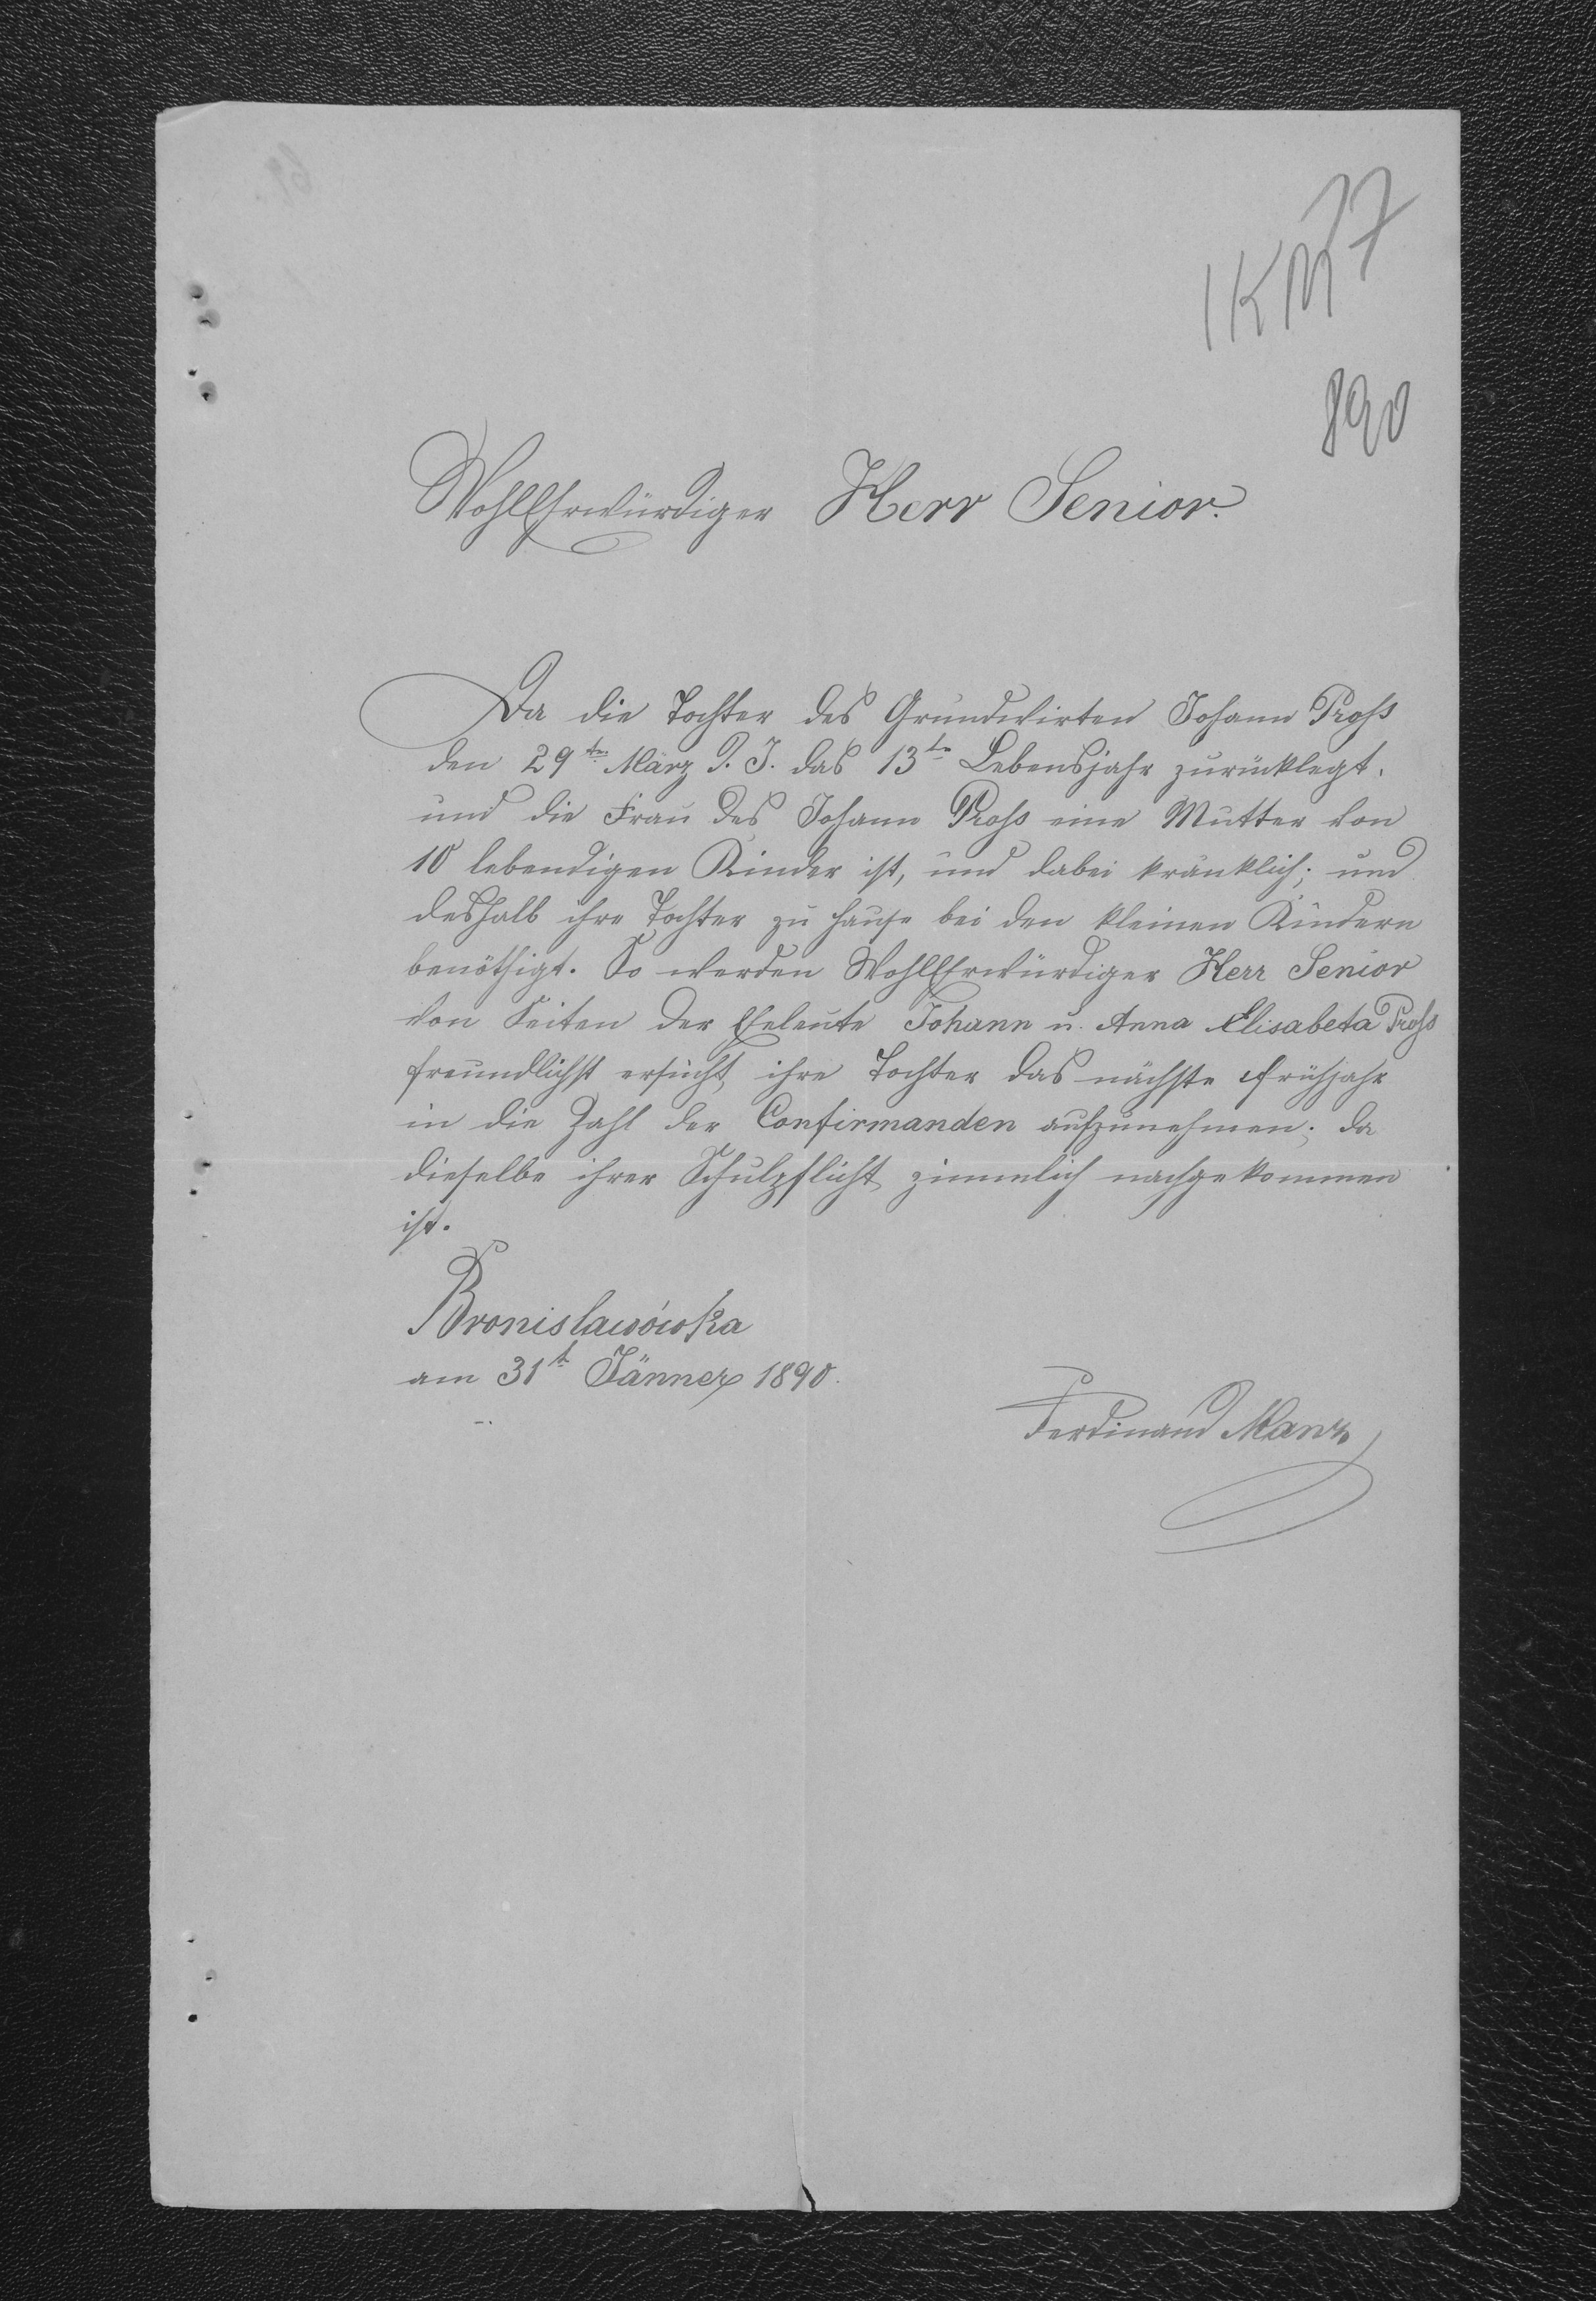 77
IKM
890
WohlEhrwürdiger Herr Senior.
Da die Tochter des Grundwirten Johann Proß
den 29ten März d. J. das 13te Lebensjahr zurücklegt.
und die Frau des Johann Proß eine Mutter von
10 lebendigen Kinder ist, und dabei kränklich; und
deshalb ihre Tochter zu hause bei den kleinen Kindern
benöthigt. So werden WohlEhrwürdiger Herr Senior
von Seiten der Eheleute Johann u. Anna Elisabeta Proß
freundlichst ersucht, ihre Tochter das nächste Frühjahr
in die Zahl der Confirmanden aufzunehmen; da
dieselbe ihrer Schulpflicht zimmlich nachgekommen
ist.
Bronislawówka
am 31t Jänner 1890.
Ferdinand Manz